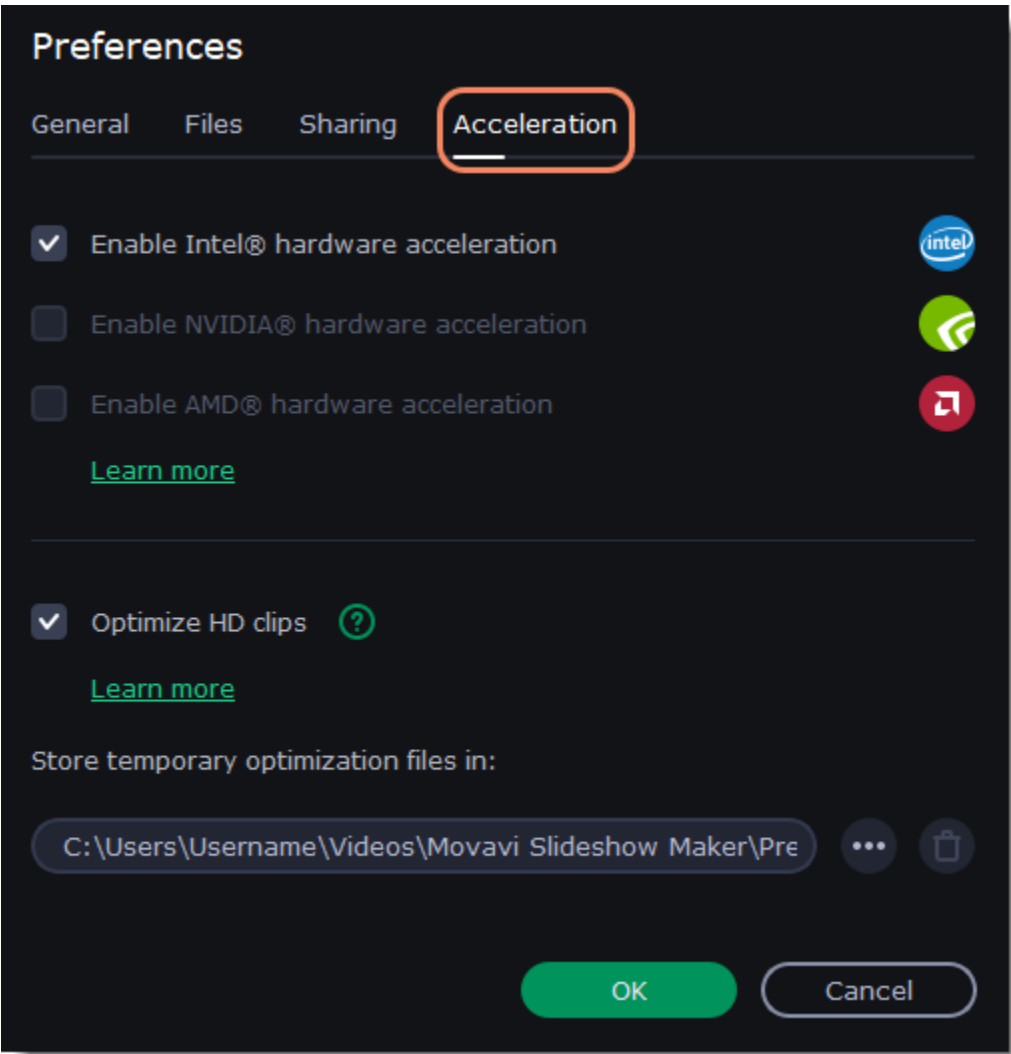 Preferences
General Files Sharing Acceleration
Enable Intel® hardware acceleration
intel
Enable NVIDIA® hardware acceleration
Enable AMD® hardware acceleration
Learn more
Optimize HD clips ?
Learn more
Store temporary optimization files in:
C:\Users\Username\Videos\Movavi Slideshow Maker\Pre
OK Cancel